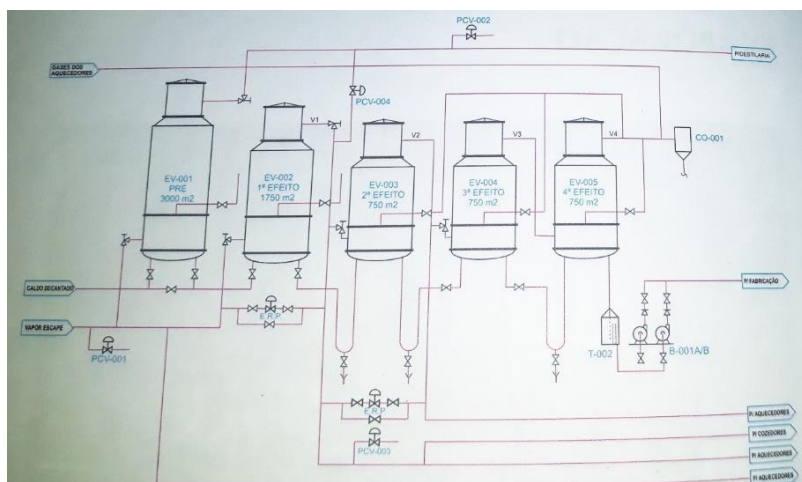 PCV-002
P/DESTILARIA
GASES DOS
AQUECEDORES
PCV-004
V1
V2
V3
V4
CO-001
EV-001
PRÉ
3000 m2
EV-002
1º EFEITO
1750 m2
EV-003
2º EFEITO
750 m2
EV-004
3º EFEITO
750 m2
EV-005
4º EFEITO
750 m2
CALDO DECANTADO
P/ FABRICAÇÃO
VAPOR ESCAPE
E.R.P.
PCV-001
T-002
B-001A/B
E.R.P
PCV-003
P/ AQUECEDORES
P/ COZEDORES
P/ AQUECEDORES
P/ AQUECEDORES